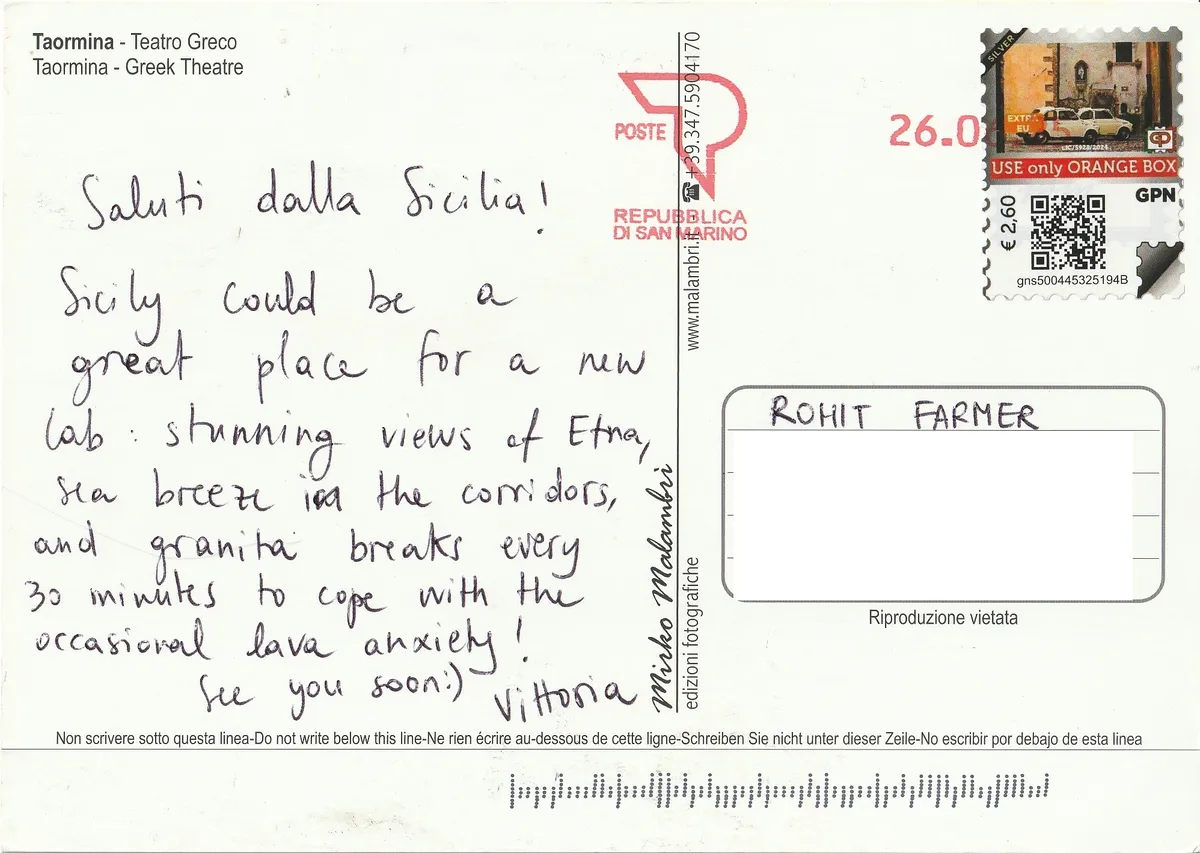 Taormina - Teatro Greco
Taormina - Greek Theatre
Saluti dalla Sicilia!
Sicily could be a
great place for a new
lab: stunning views of Etna,
sea breeze in the corridors,
and granita breaks every
30 minutes to cope with the
occasional lava anxiety!
See you soon:)
Vittoria
POSTE
REPUBBLICA
DI SAN MARINO
26.0
SILVER
EXTRA
EU
LIC/5928/2024
USE only ORANGE BOX
€ 2,60
GPN
gns500445325194B
www.malambri.it - ☎ +39.347.5904170
Mirko Malambrì
edizioni fotografiche
ROHIT FARMER
Riproduzione vietata
Non scrivere sotto questa linea-Do not write below this line-Ne rien écrire au-dessous de cette ligne-Schreiben Sie nicht unter dieser Zeile-No escribir por debajo de esta linea